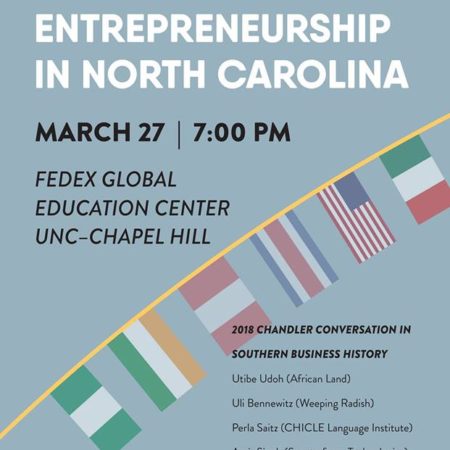 ENTREPRENEURSHIP
IN NORTH CAROLINA
MARCH 27 | 7:00 PM
FEDEX GLOBAL
EDUCATION CENTER
UNC–CHAPEL HILL
2018 CHANDLER CONVERSATION IN
SOUTHERN BUSINESS HISTORY
Utibe Udoh (African Land)
Uli Bennewitz (Weeping Radish)
Perla Saitz (CHICLE Language Institute)